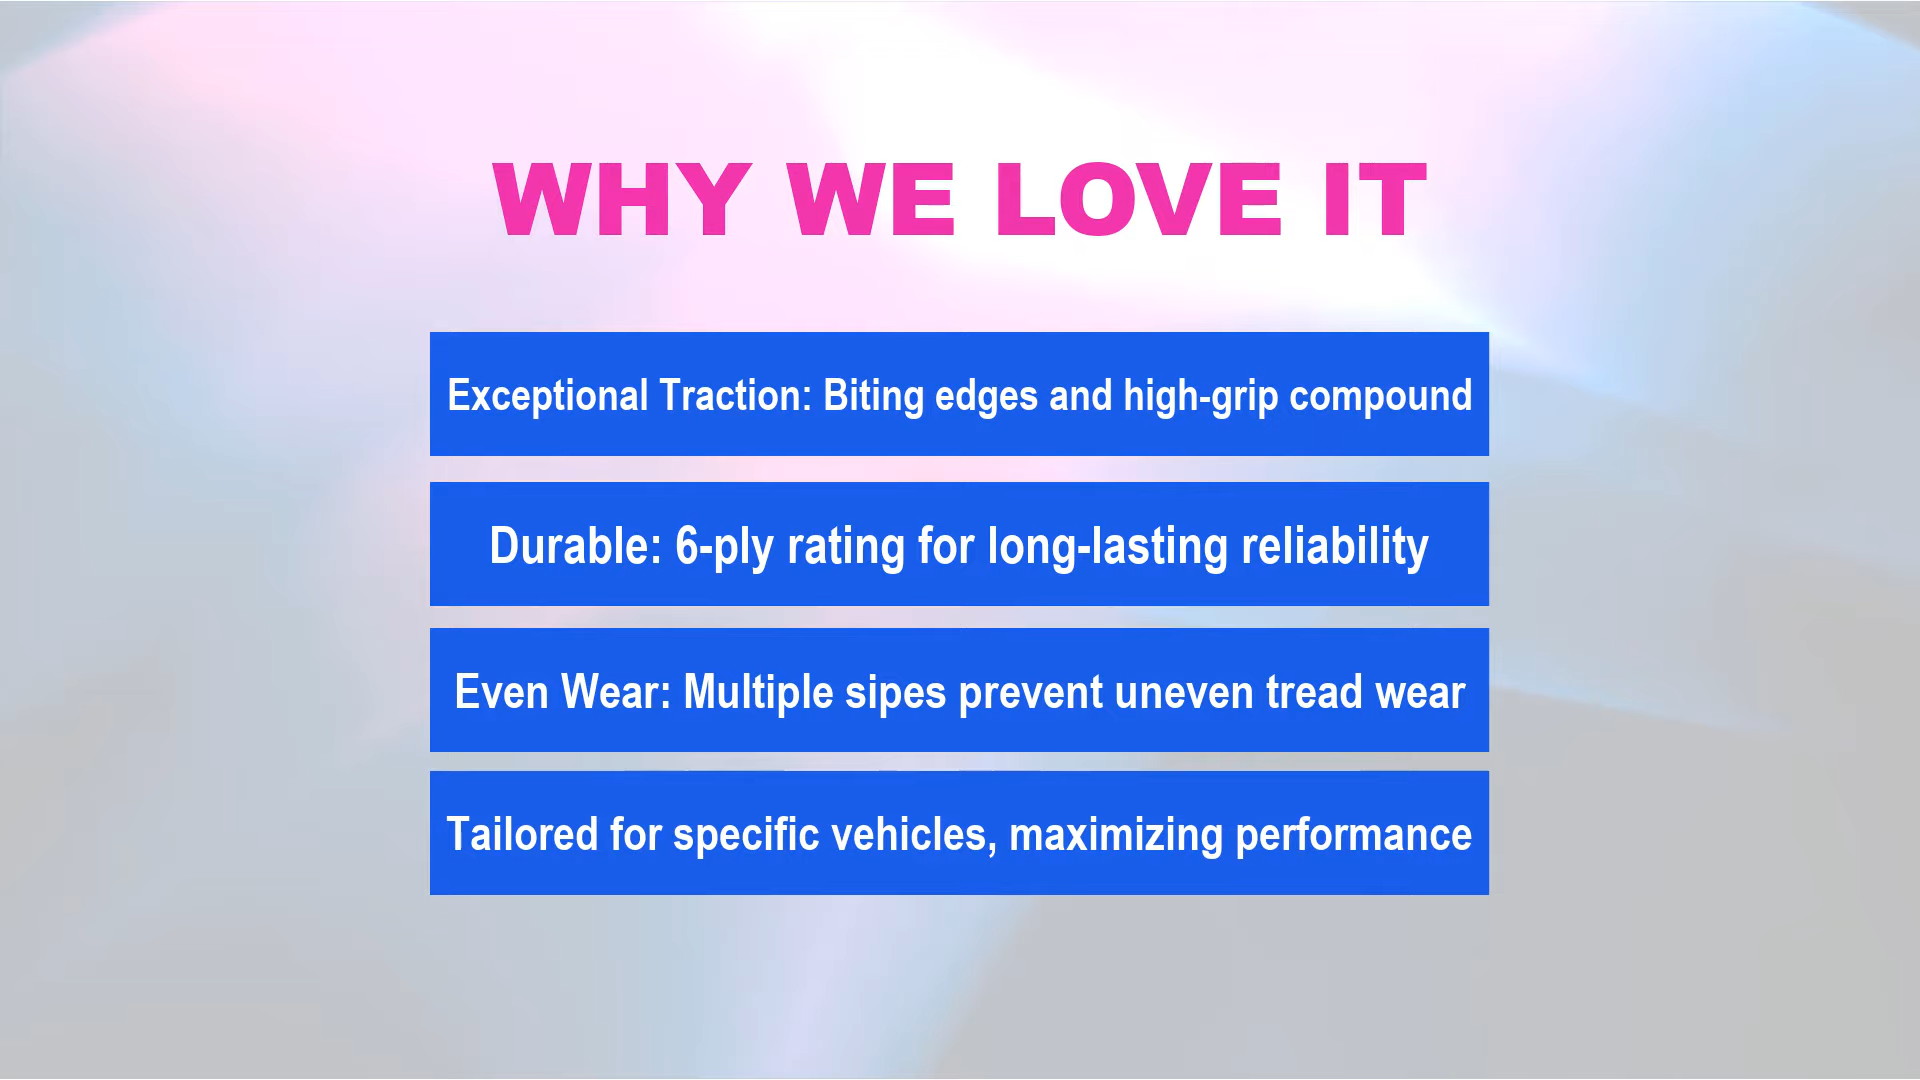 WHY WE LOVE IT
Exceptional Traction: Biting edges and high-grip compound
Durable: 6-ply rating for long-lasting reliability
Even Wear: Multiple sipes prevent uneven tread wear
Tailored for specific vehicles, maximizing performance